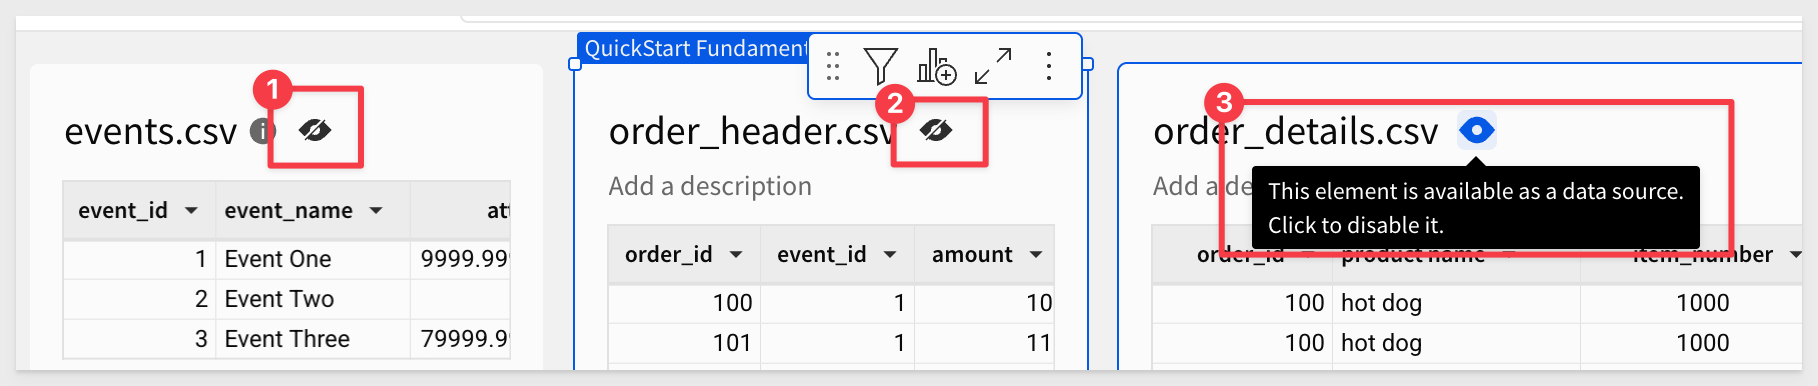 1
events.csv i
event_id event_name
1 Event One 9999.99
2 Event Two
3 Event Three 79999.9
QuickStart Fundament
2
order_header.csv
Add a description
order_id event_id amount
100 1 10
101 1 11
3
order_details.csv
Add a de
This element is available as a data source.
Click to disable it.
order_id product name item_number
100 hot dog 1000
100 hot dog 1000